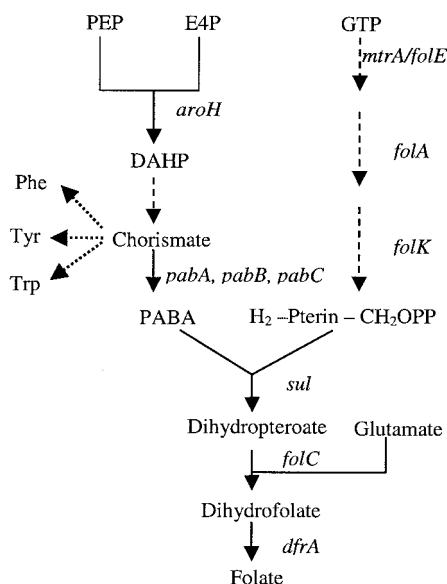 PEP E4P GTP
mtrA/folE
aroH
DAHP
folA
Phe
Tyr
Trp
Chorismate
folK
pabA, pabB, pabC
PABA
H₂ –Pterin – CH₂OPP
sul
Dihydropteroate
Glutamate
folC
Dihydrofolate
dfrA
Folate